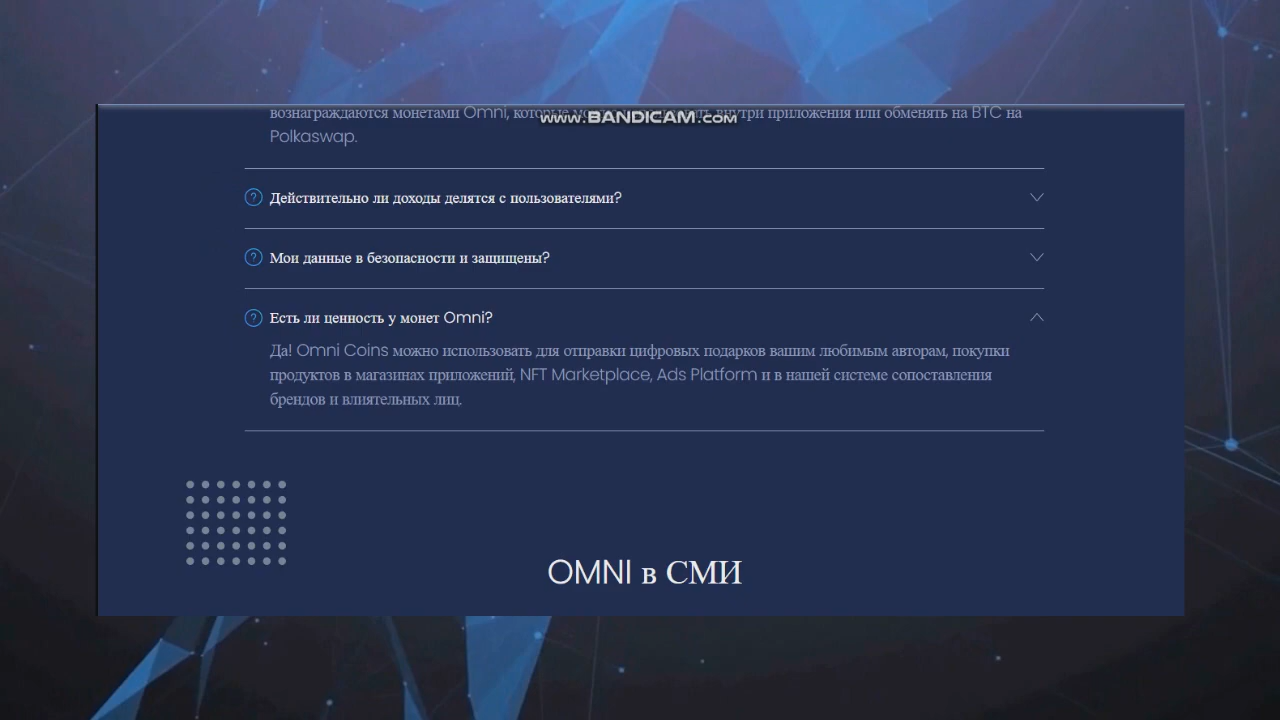 вознаграждаются монетами Omni, которые внутри приложения или обменять на BTC на
www.BANDICAM.com
Polkaswap.
Действительно ли доходы делятся с пользователями?
Мои данные в безопасности и защищены?
Есть ли ценность у монет Omni?
Да! Omni Coins можно использовать для отправки цифровых подарков вашим любимым авторам, покупки
продуктов в магазинах приложений, NFT Marketplace, Ads Platform и в нашей системе сопоставления
брендов и влиятельных лиц.
OMNI в СМИ